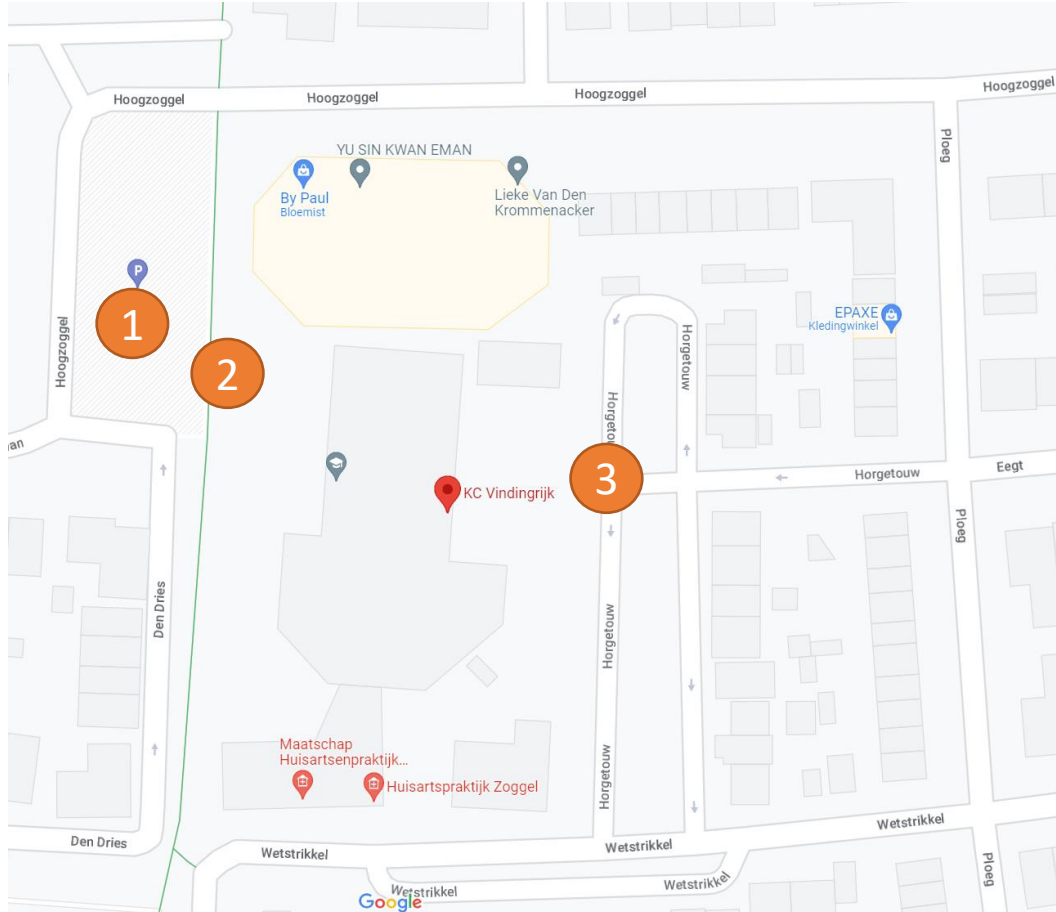 Hoogzoggel
Hoogzoggel
Hoogzoggel
Hoogzoggel
Ploeg
YU SIN KWAN EMAN
By Paul
Bloemist
Lieke Van Den
Krommenacker
P
1
EPAXE
Kledingwinkel
Hoogzoggel
2
Horgetouw
Horgetou
an
3
KC Vindingrijk
Horgetouw
Eegt
Ploeg
Den Dries
Horgetouw
Maatschap
Huisartsenpraktijk...
Huisartspraktijk Zoggel
Horgetouw
Den Dries
Wetstrikkel
Wetstrikkel
Wetstrikkel
Ploeg
Wetstrikkel
Wetstrikkel
Google